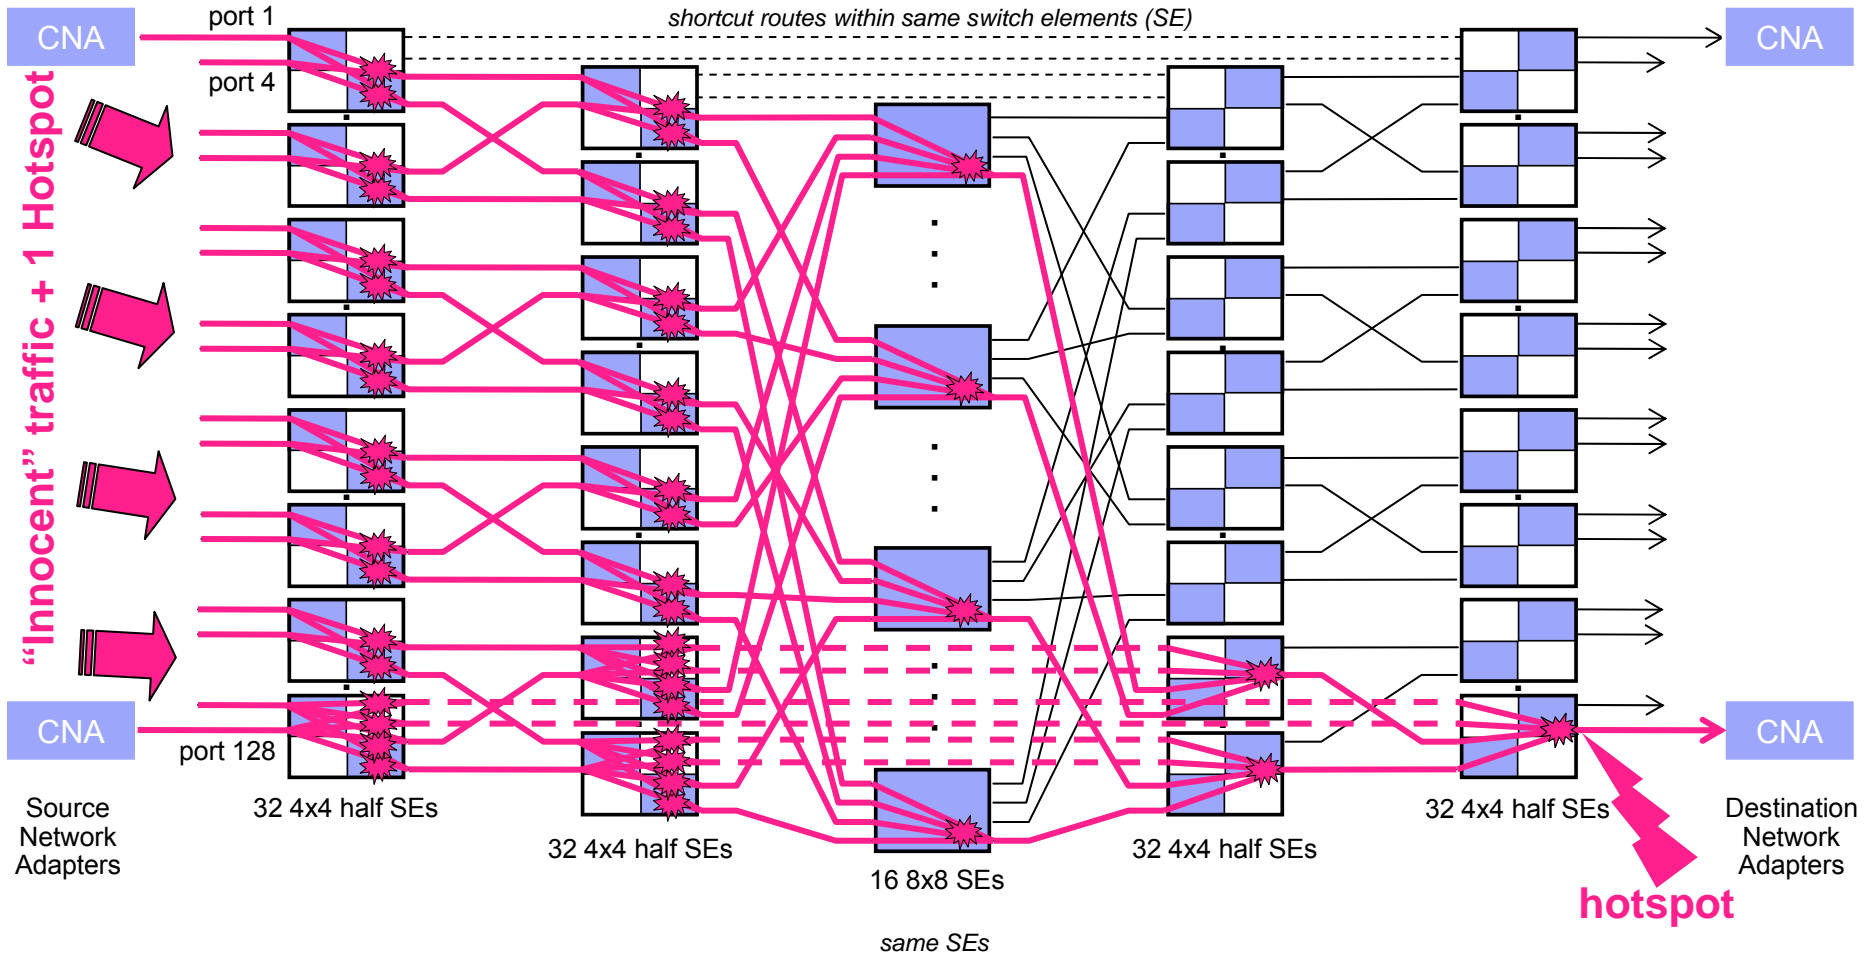 port 1
shortcut routes within same switch elements (SE)
CNA
CNA
port 4
“Innocent” traffic + 1 Hotspot
CNA
CNA
port 128
Source
Network
Adapters
32 4x4 half SEs
32 4x4 half SEs
16 8x8 SEs
32 4x4 half SEs
32 4x4 half SEs
Destination
Network
Adapters
hotspot
same SEs